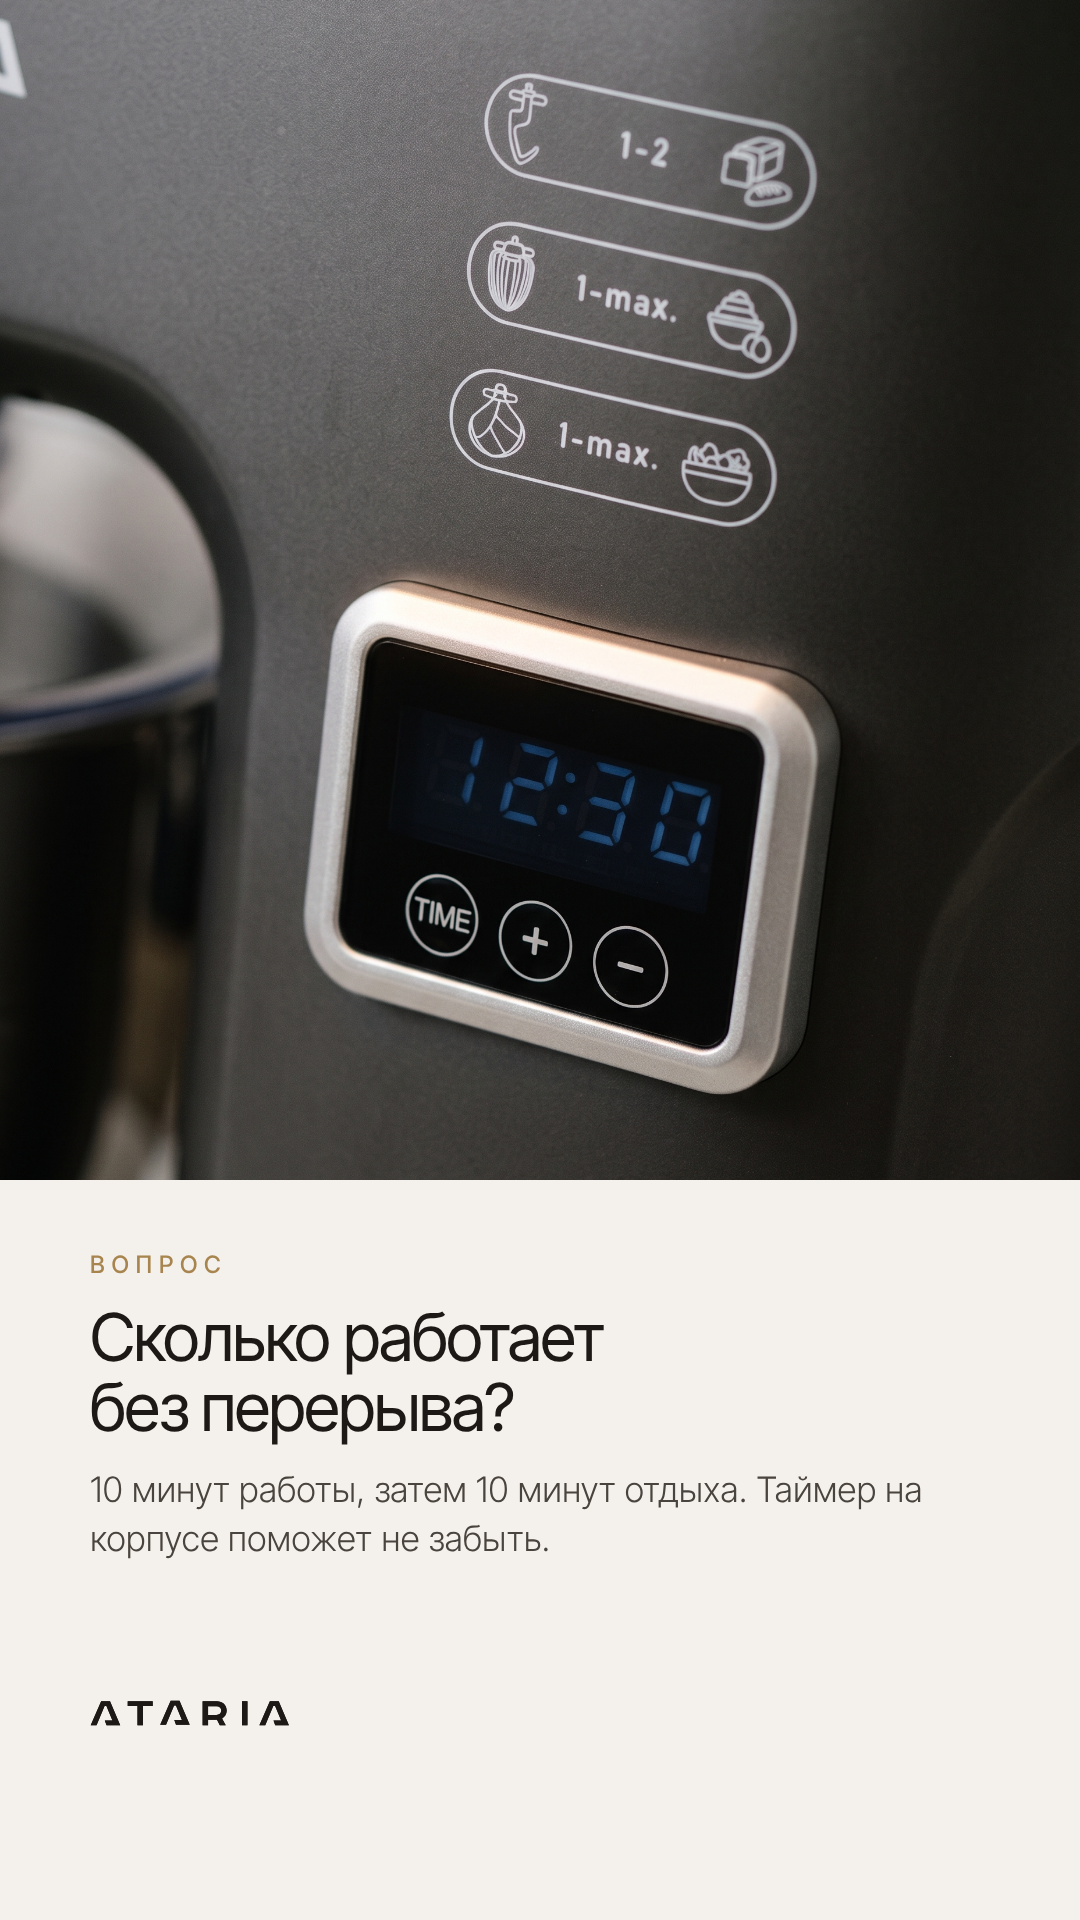 1-2
1-max.
1-max.
12:30
TIME + -
ВОПРОС
Сколько работает
без перерыва?
10 минут работы, затем 10 минут отдыха. Таймер на
корпусе поможет не забыть.
ATARIA